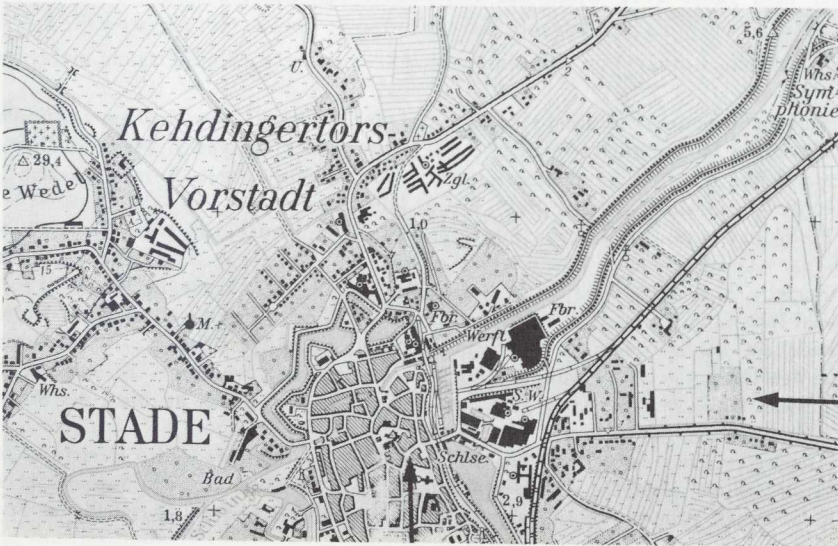 5,6
U.
2
Whs
Sym-
phonie
Kehdingertors-
29,4
Zgl.
e Wedel
Vorstadt
1,0
15
Fbr.
Fbr.
M.
Werft
Whs.
S.W.
STADE
Schlse.
Bad
2,9
1,8